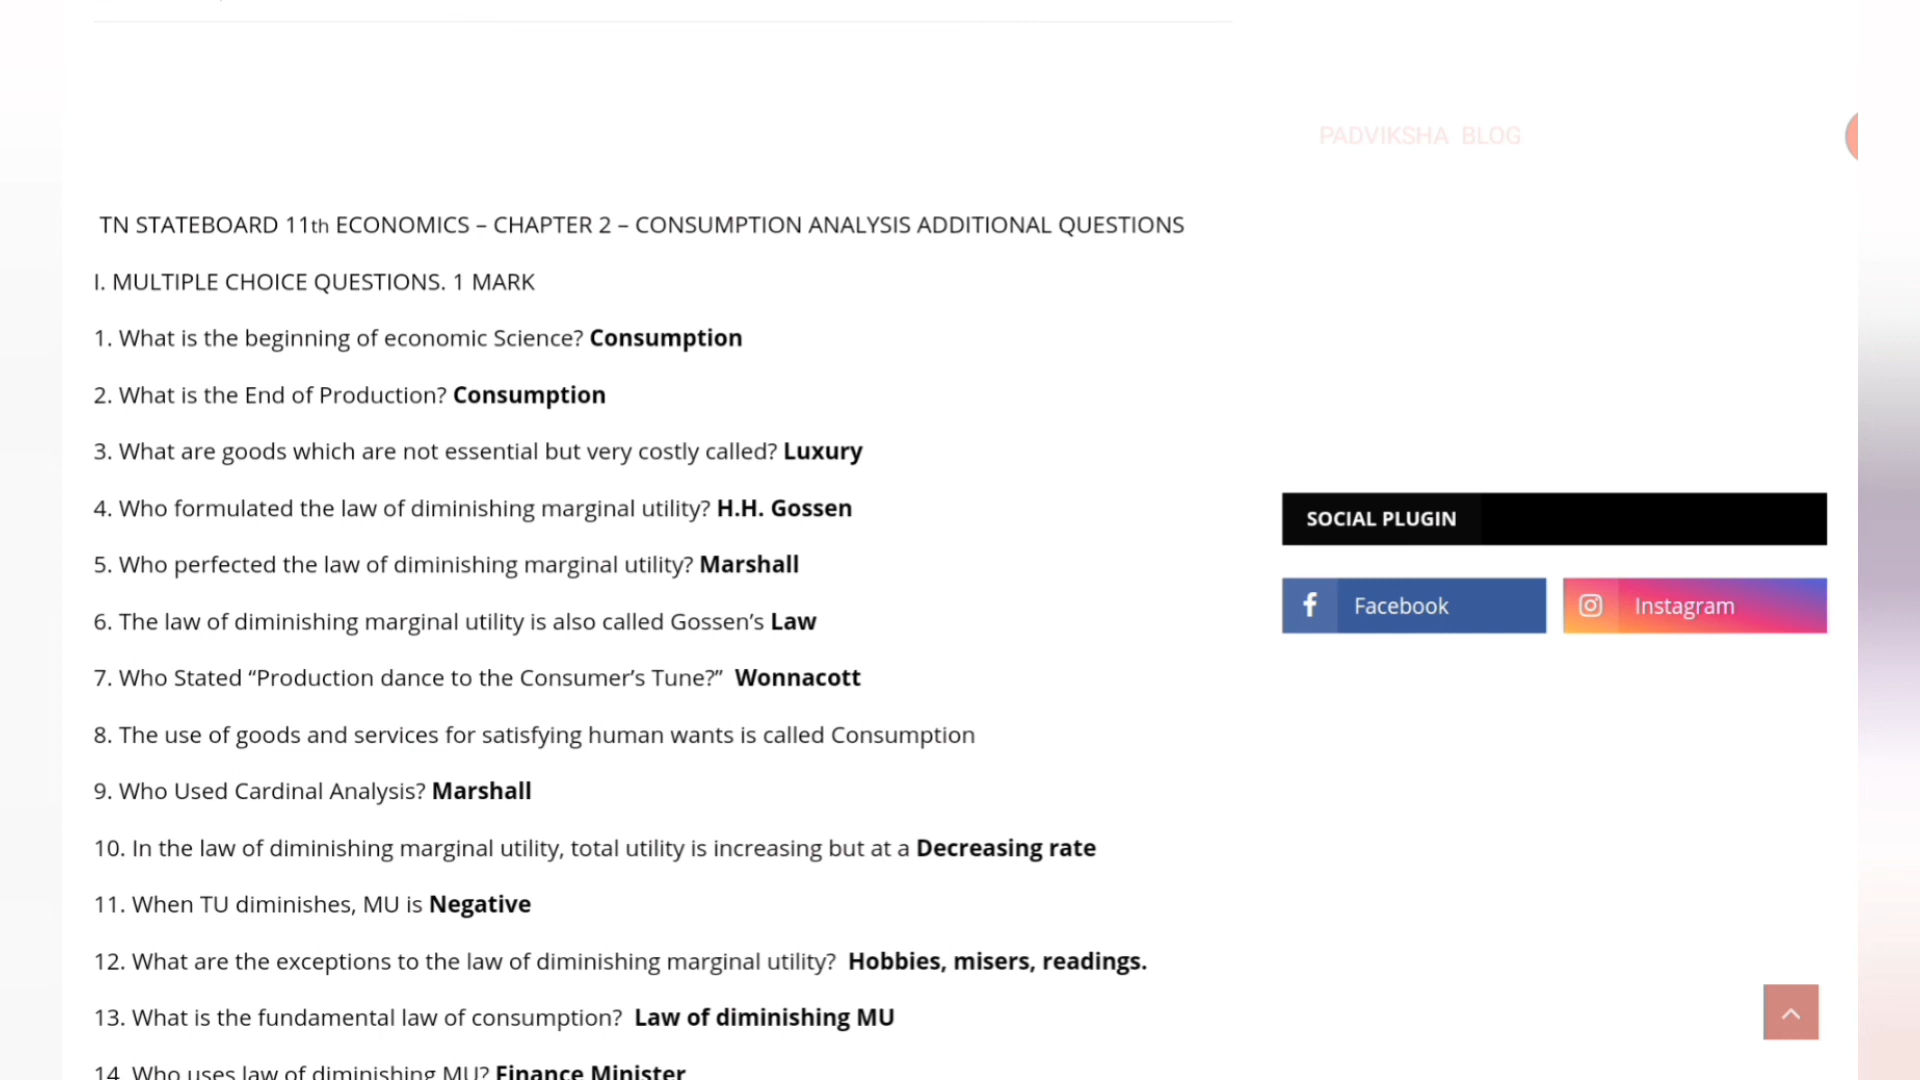 PADVIKSHA BLOG
TN STATEBOARD 11th ECONOMICS – CHAPTER 2 – CONSUMPTION ANALYSIS ADDITIONAL QUESTIONS
I. MULTIPLE CHOICE QUESTIONS. 1 MARK
1. What is the beginning of economic Science? Consumption
2. What is the End of Production? Consumption
3. What are goods which are not essential but very costly called? Luxury
4. Who formulated the law of diminishing marginal utility? H.H. Gossen
5. Who perfected the law of diminishing marginal utility? Marshall
6. The law of diminishing marginal utility is also called Gossen’s Law
7. Who Stated “Production dance to the Consumer’s Tune?” Wonnacott
8. The use of goods and services for satisfying human wants is called Consumption
9. Who Used Cardinal Analysis? Marshall
10. In the law of diminishing marginal utility, total utility is increasing but at a Decreasing rate
11. When TU diminishes, MU is Negative
12. What are the exceptions to the law of diminishing marginal utility? Hobbies, misers, readings.
13. What is the fundamental law of consumption? Law of diminishing MU
14. Who uses law of diminishing MU? Finance Minister
SOCIAL PLUGIN
Facebook
Instagram